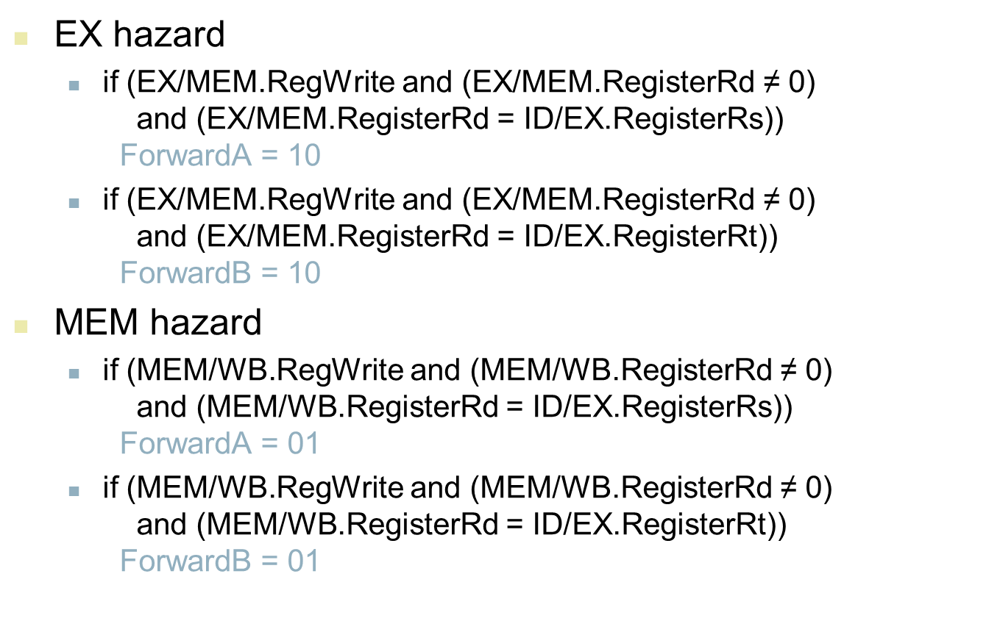 EX hazard
if (EX/MEM.RegWrite and (EX/MEM.RegisterRd ≠ 0)
and (EX/MEM.RegisterRd = ID/EX.RegisterRs))
ForwardA = 10
if (EX/MEM.RegWrite and (EX/MEM.RegisterRd ≠ 0)
and (EX/MEM.RegisterRd = ID/EX.RegisterRt))
ForwardB = 10
MEM hazard
if (MEM/WB.RegWrite and (MEM/WB.RegisterRd ≠ 0)
and (MEM/WB.RegisterRd = ID/EX.RegisterRs))
ForwardA = 01
if (MEM/WB.RegWrite and (MEM/WB.RegisterRd ≠ 0)
and (MEM/WB.RegisterRd = ID/EX.RegisterRt))
ForwardB = 01